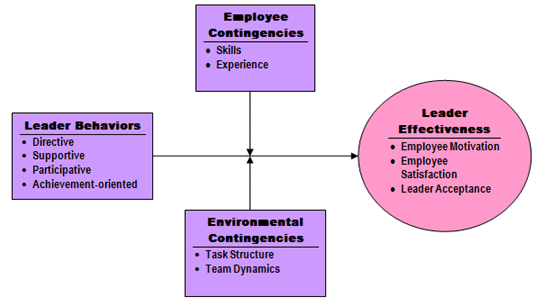 Employee
Contingencies
• Skills
• Experience
Leader Behaviors
• Directive
• Supportive
• Participative
• Achievement-oriented
Leader
Effectiveness
• Employee Motivation
• Employee
Satisfaction
• Leader Acceptance
Environmental
Contingencies
• Task Structure
• Team Dynamics